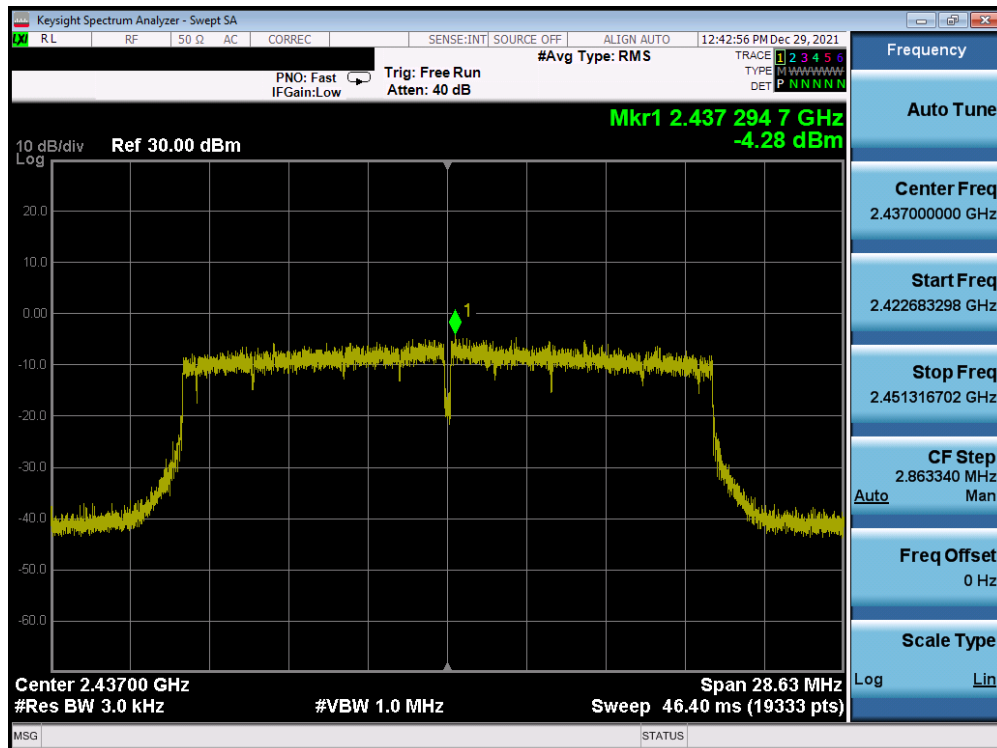 Keysight Spectrum Analyzer - Swept SA
LXI RL RF 50 Ω AC CORREC SENSE:INT SOURCE OFF ALIGN AUTO 12:42:56 PM Dec 29, 2021
PNO: Fast
IFGain:Low
Trig: Free Run
Atten: 40 dB
#Avg Type: RMS
TRACE 1 2 3 4 5 6
TYPE M W W W W W
DET P N N N N N
Mkr1 2.437 294 7 GHz
-4.28 dBm
10 dB/div Ref 30.00 dBm
Log
20.0
10.0
0.00
-10.0
-20.0
-30.0
-40.0
-50.0
-60.0
1
Center 2.43700 GHz Span 28.63 MHz
#Res BW 3.0 kHz #VBW 1.0 MHz Sweep 46.40 ms (19333 pts)
MSG STATUS
Frequency
Auto Tune
Center Freq
2.437000000 GHz
Start Freq
2.422683298 GHz
Stop Freq
2.451316702 GHz
CF Step
2.863340 MHz
Auto Man
Freq Offset
0 Hz
Scale Type
Log Lin